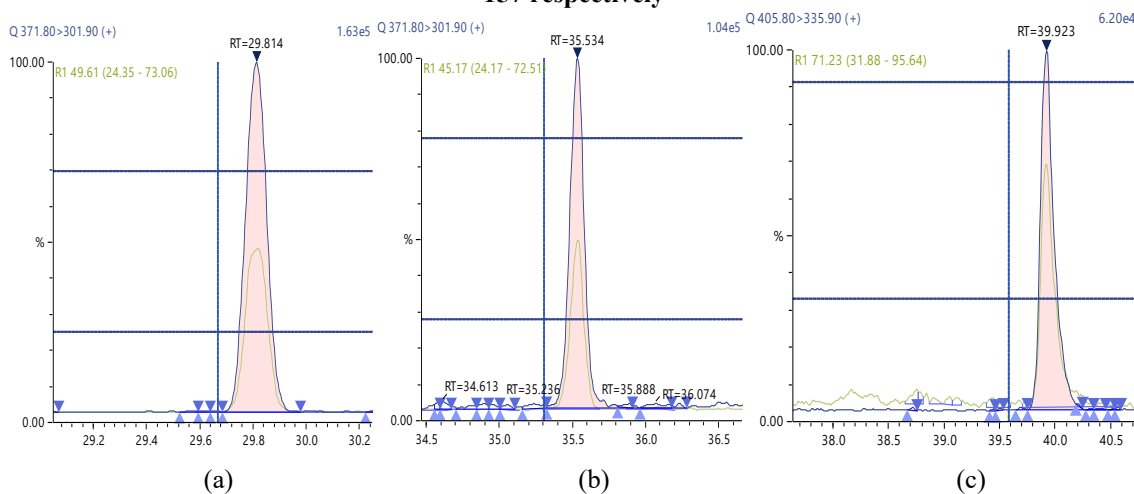 157 respectively
Q 371.80>301.90 (+) 1.63e5
RT=29.814
100.00
R1 49.61 (24.35 - 73.06)
%
0.00
29.2 29.4 29.6 29.8 30.0 30.2
(a)
Q 371.80>301.90 (+) 1.04e5
RT=35.534
100.00
R1 45.17 (24.17 - 72.51)
%
RT=34.613 RT=35.236 RT=35.888 RT=36.074
0.00
34.5 35.0 35.5 36.0 36.5
(b)
Q 405.80>335.90 (+) 6.20e4
RT=39.923
100.00
R1 71.23 (31.88 - 95.64)
%
0.00
38.0 38.5 39.0 39.5 40.0 40.5
(c)